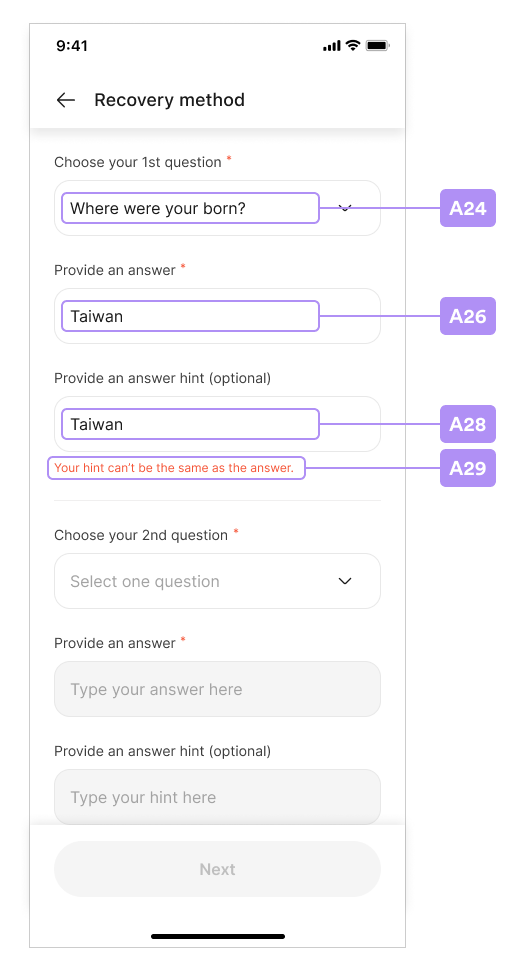 9:41
Recovery method
Choose your 1st question *
Where were your born?
A24
Provide an answer *
Taiwan
A26
Provide an answer hint (optional)
Taiwan
A28
Your hint can't be the same as the answer.
A29
Choose your 2nd question *
Select one question
Provide an answer *
Type your answer here
Provide an answer hint (optional)
Type your hint here
Next